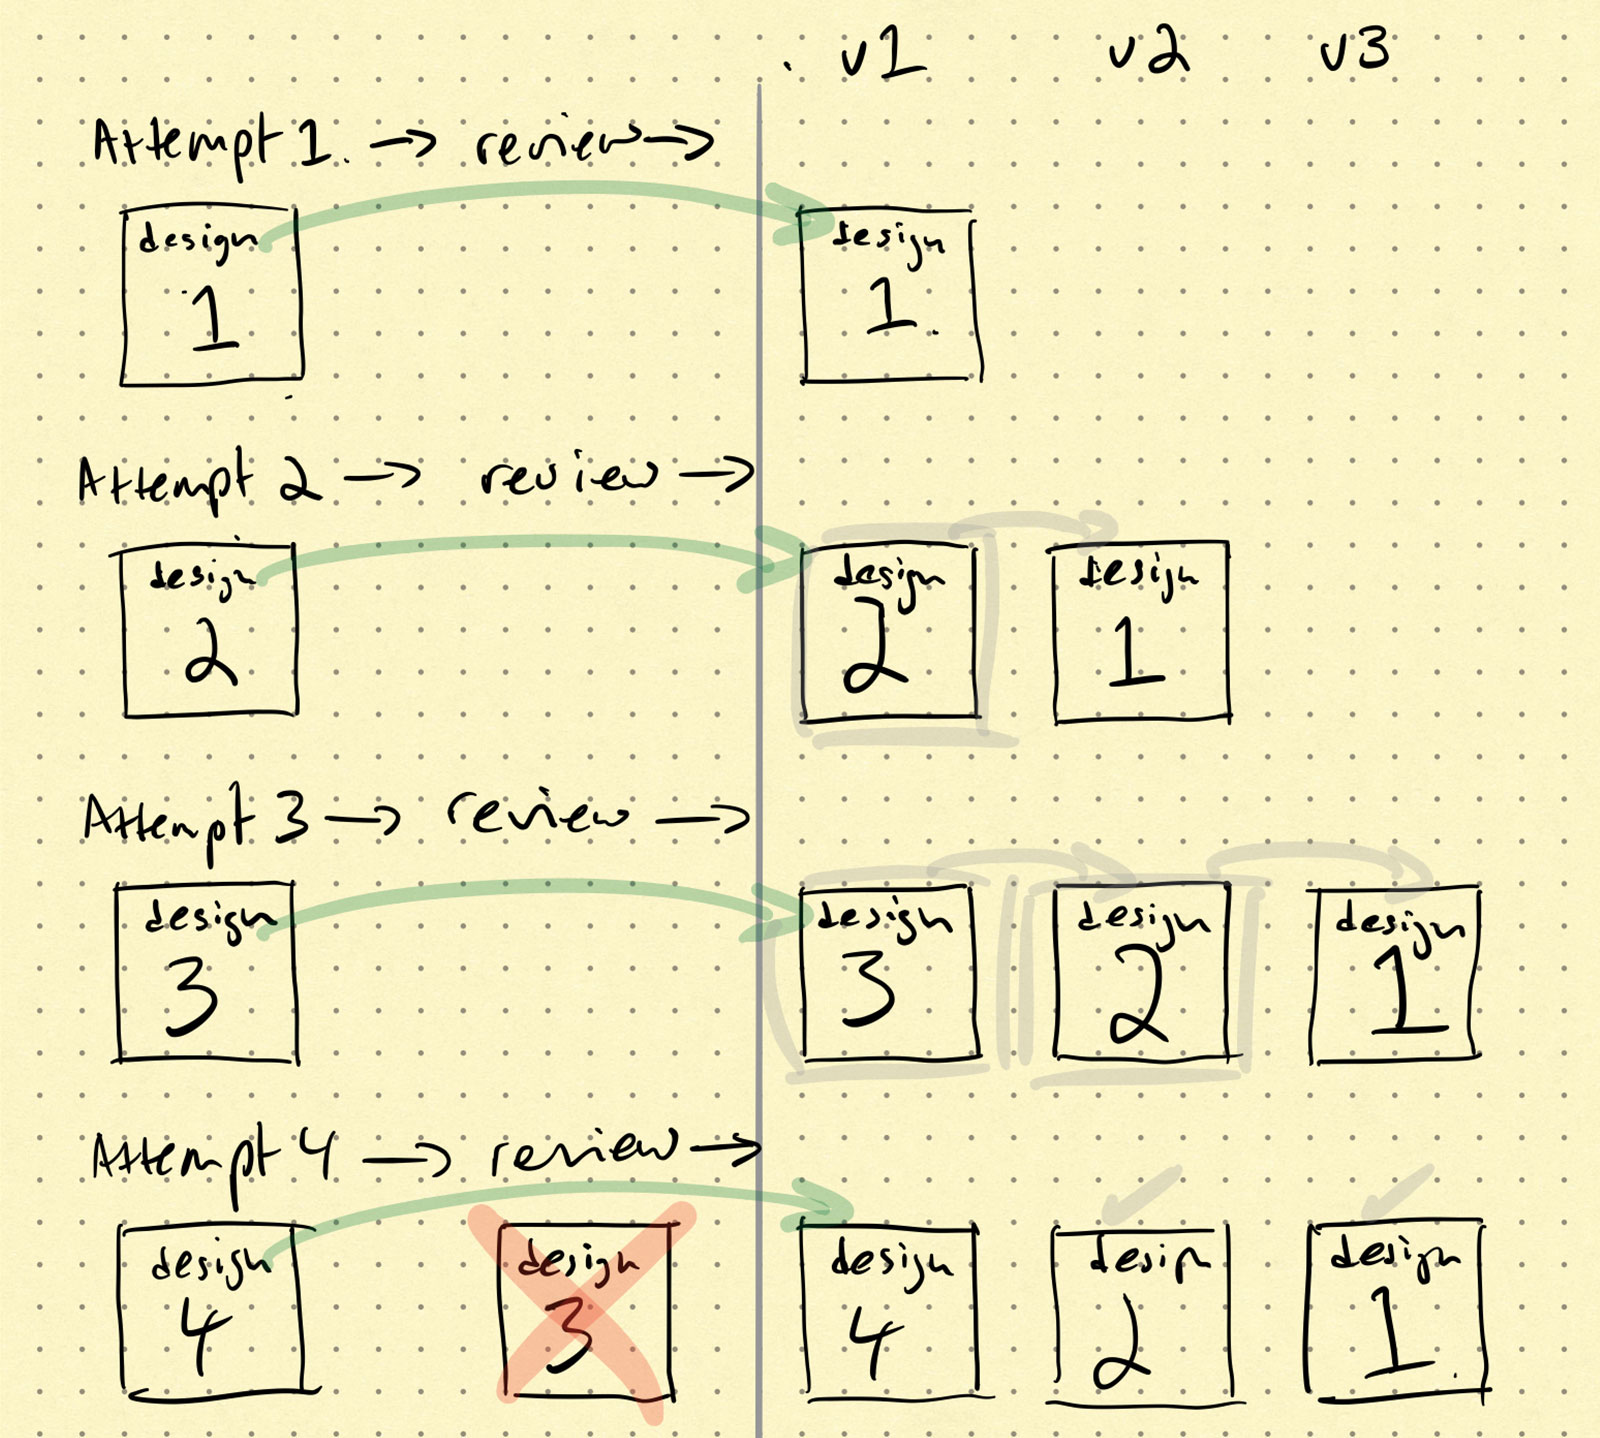 v1 v2 v3
Attempt 1. → review →
design
1
design
1.
Attempt 2 → review →
design
2
design
2
design
1
Attempt 3 → review →
design
3
design
3
design
2
design
1
Attempt 4 → review →
design
4
design
3
design
4
design
2
design
1